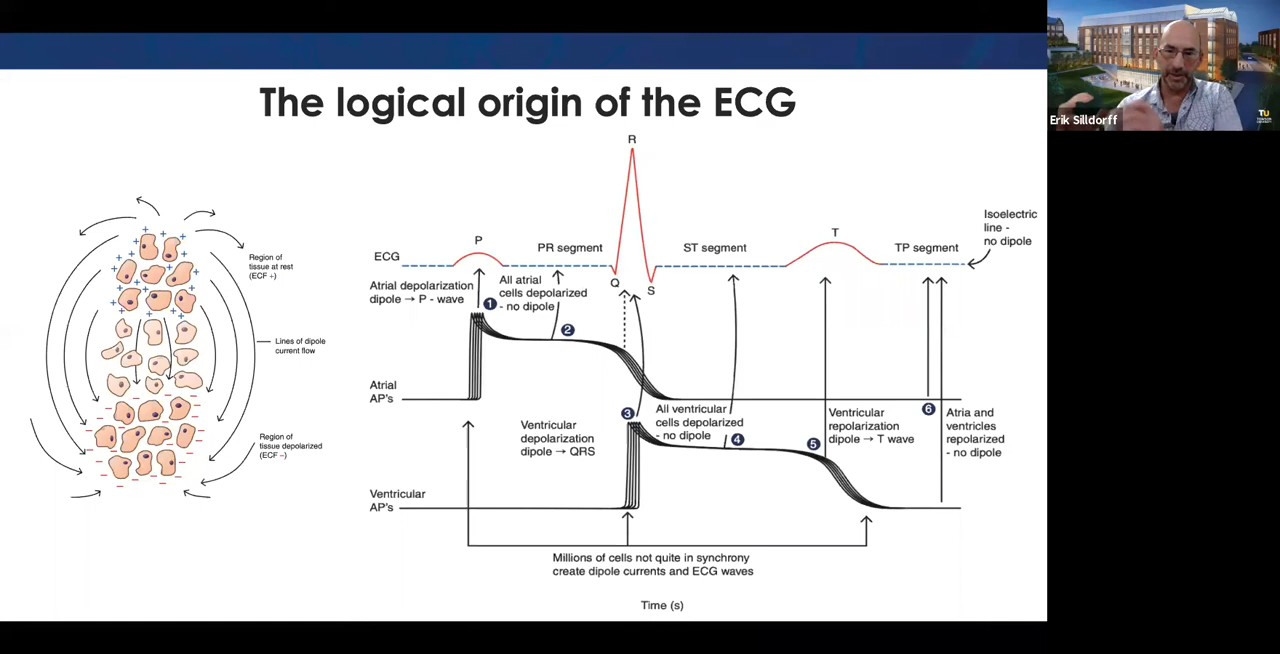 The logical origin of the ECG
Erik Silldorff
TU
R
Isoelectric
line -
no dipole
P
PR segment
ST segment
T
TP segment
ECG
Q
S
Atrial depolarization
dipole → P - wave
1
All atrial
cells depolarized
- no dipole
2
Region of
tissue at rest
(ECF +)
Lines of dipole
current flow
Region of
tissue depolarized
(ECF –)
Atrial
AP's
3
Ventricular
depolarization
dipole → QRS
All ventricular
cells depolarized
- no dipole
4
5
Ventricular
repolarization
dipole → T wave
6
Atria and
ventricles
repolarized
- no dipole
Ventricular
AP's
Millions of cells not quite in synchrony
create dipole currents and ECG waves
Time (s)